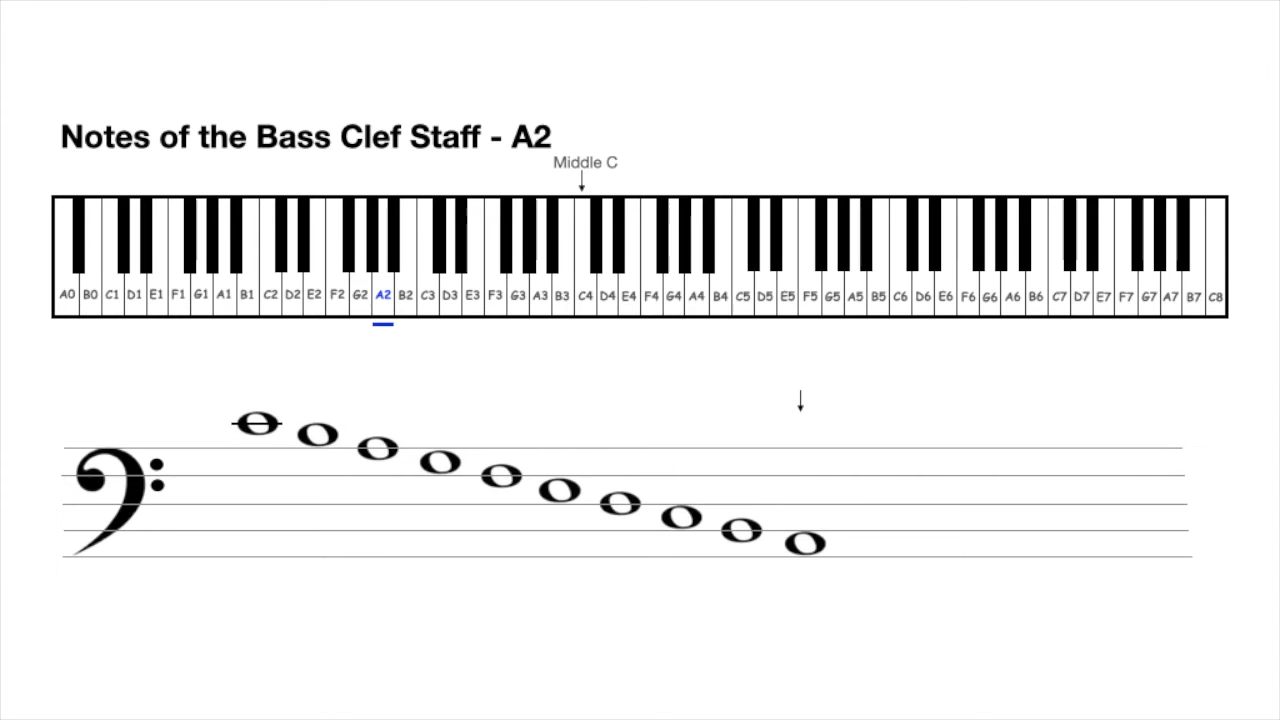 Notes of the Bass Clef Staff - A2
Middle C
A0 B0 C1 D1 E1 F1 G1 A1 B1 C2 D2 E2 F2 G2 A2 B2 C3 D3 E3 F3 G3 A3 B3 C4 D4 E4 F4 G4 A4 B4 C5 D5 E5 F5 G5 A5 B5 C6 D6 E6 F6 G6 A6 B6 C7 D7 E7 F7 G7 A7 B7 C8